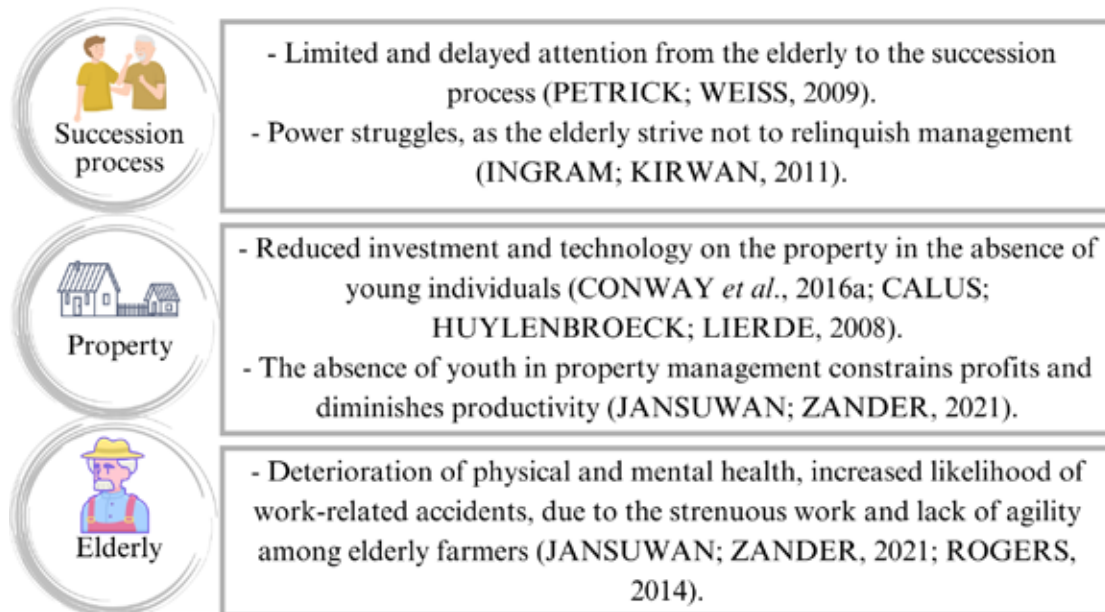 Succession
process
- Limited and delayed attention from the elderly to the succession
process (PETRICK; WEISS, 2009).
- Power struggles, as the elderly strive not to relinquish management
(INGRAM; KIRWAN, 2011).
Property
- Reduced investment and technology on the property in the absence of
young individuals (CONWAY et al., 2016a; CALUS;
HUYLENBROECK; LIERDE, 2008).
- The absence of youth in property management constrains profits and
diminishes productivity (JANSUWAN; ZANDER, 2021).
Elderly
- Deterioration of physical and mental health, increased likelihood of
work-related accidents, due to the strenuous work and lack of agility
among elderly farmers (JANSUWAN; ZANDER, 2021; ROGERS,
2014).